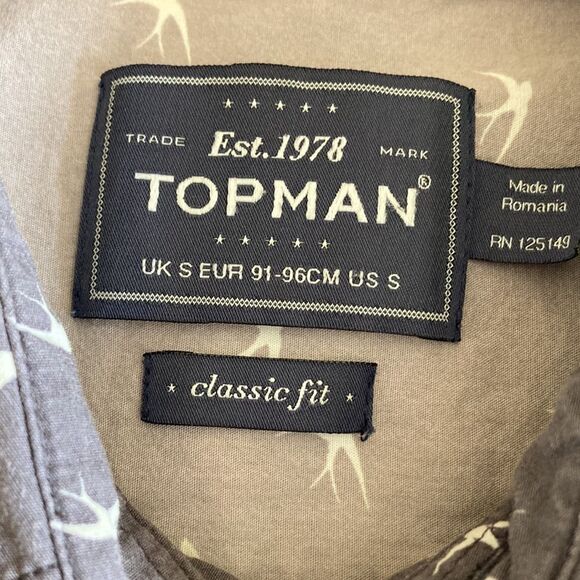 TRADE Est.1978 MARK
TOPMAN®
UK S EUR 91-96CM US S
Made in
Romania
RN 125149
classic fit